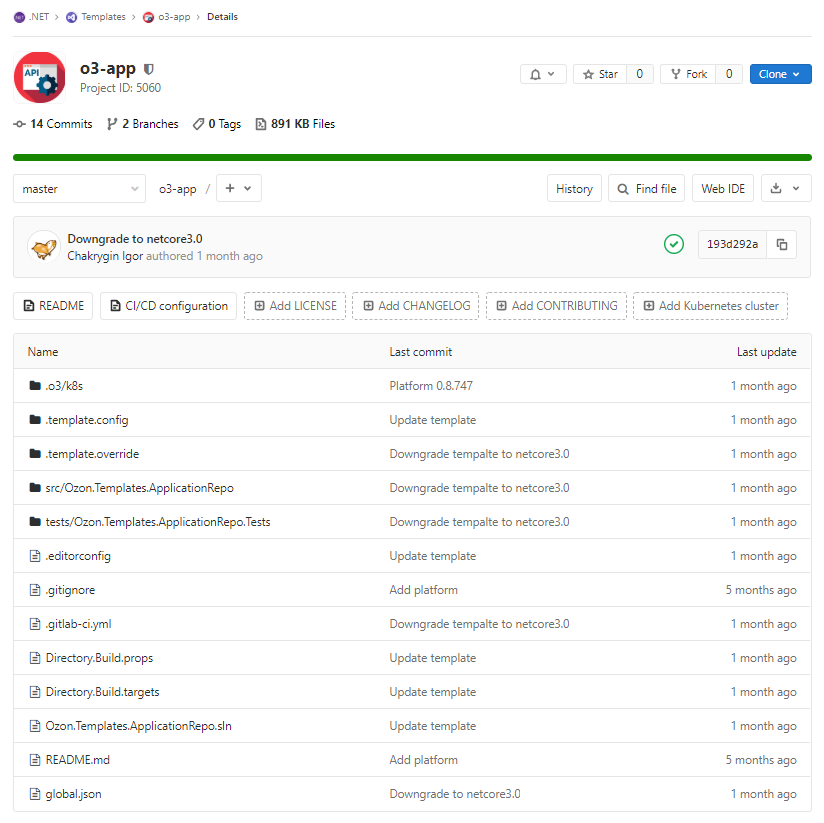 .NET > Templates > o3-app > Details
API
o3-app
Project ID: 5060
Star 0 Fork 0 Clone
14 Commits 2 Branches 0 Tags 891 KB Files
master o3-app / + History Find file Web IDE
Downgrade to netcore3.0
Chakrygin Igor authored 1 month ago
193d292a
README CI/CD configuration Add LICENSE Add CHANGELOG Add CONTRIBUTING Add Kubernetes cluster
Name Last commit Last update
.o3/k8s Platform 0.8.747 1 month ago
.template.config Update template 1 month ago
.template.override Downgrade tempalte to netcore3.0 1 month ago
src/Ozon.Templates.ApplicationRepo Downgrade tempalte to netcore3.0 1 month ago
tests/Ozon.Templates.ApplicationRepo.Tests Downgrade tempalte to netcore3.0 1 month ago
.editorconfig Update template 1 month ago
.gitignore Add platform 5 months ago
.gitlab-ci.yml Downgrade tempalte to netcore3.0 1 month ago
Directory.Build.props Update template 1 month ago
Directory.Build.targets Update template 1 month ago
Ozon.Templates.ApplicationRepo.sln Update template 1 month ago
README.md Add platform 5 months ago
global.json Downgrade to netcore3.0 1 month ago